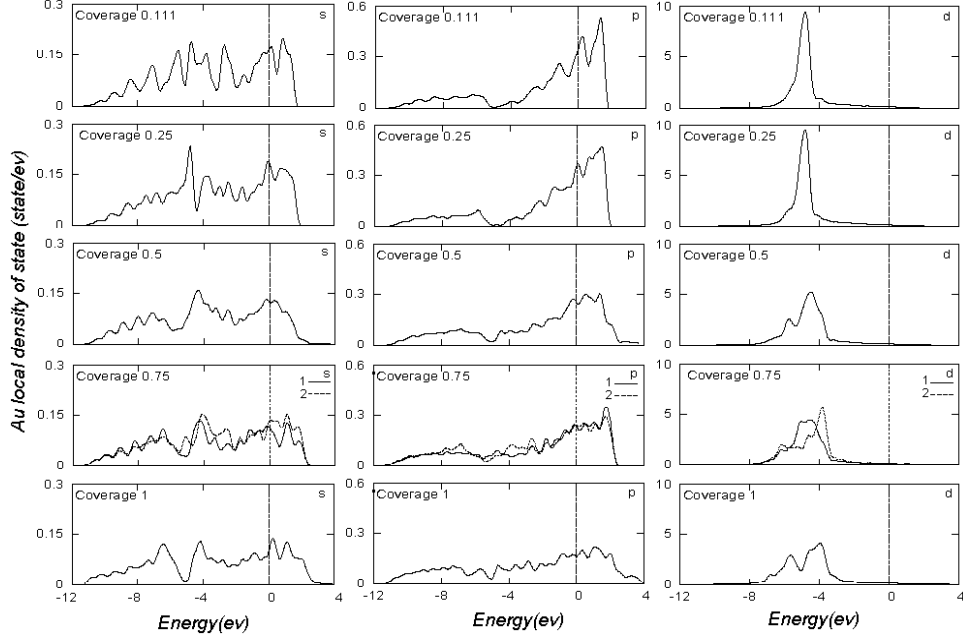 Coverage 0.111 s
0.3
U.15
0
Coverage 0.111 p
0.6
0.3
0
Coverage 0.111 d
10
5
0
Coverage 0.25 s
0.3
0.15
0
Coverage 0.25 p
0.6
0.3
0
Coverage 0.25 d
10
5
0
Coverage 0.5 s
0.3
0.15
0
Coverage 0.5 p
0.6
0.3
0
Coverage 0.5 d
10
5
0
Coverage 0.75 s
1
2
0.3
0.15
0
Coverage 0.75 p
1
2
0.6
0.3
0
Coverage 0.75 d
1
2
10
5
0
Coverage 1 s
0.3
0.15
0
Coverage 1 p
0.6
0.3
0
Coverage 1 d
10
5
0
-12 -8 -4 0 4
-12 -8 -4 0 4
-12 -8 -4 0 4
Energy(ev) Energy(ev) Energy(ev)
Au local density of state (state/ev)